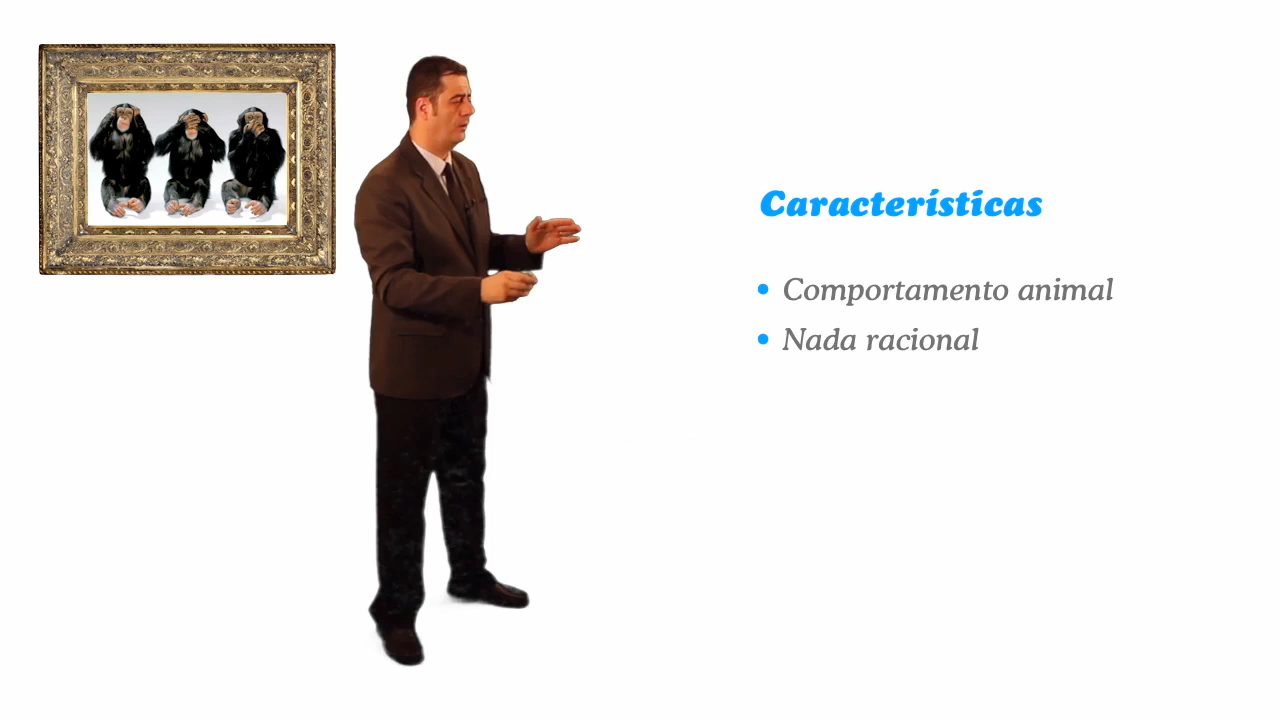 Características
• Comportamento animal
• Nada racional